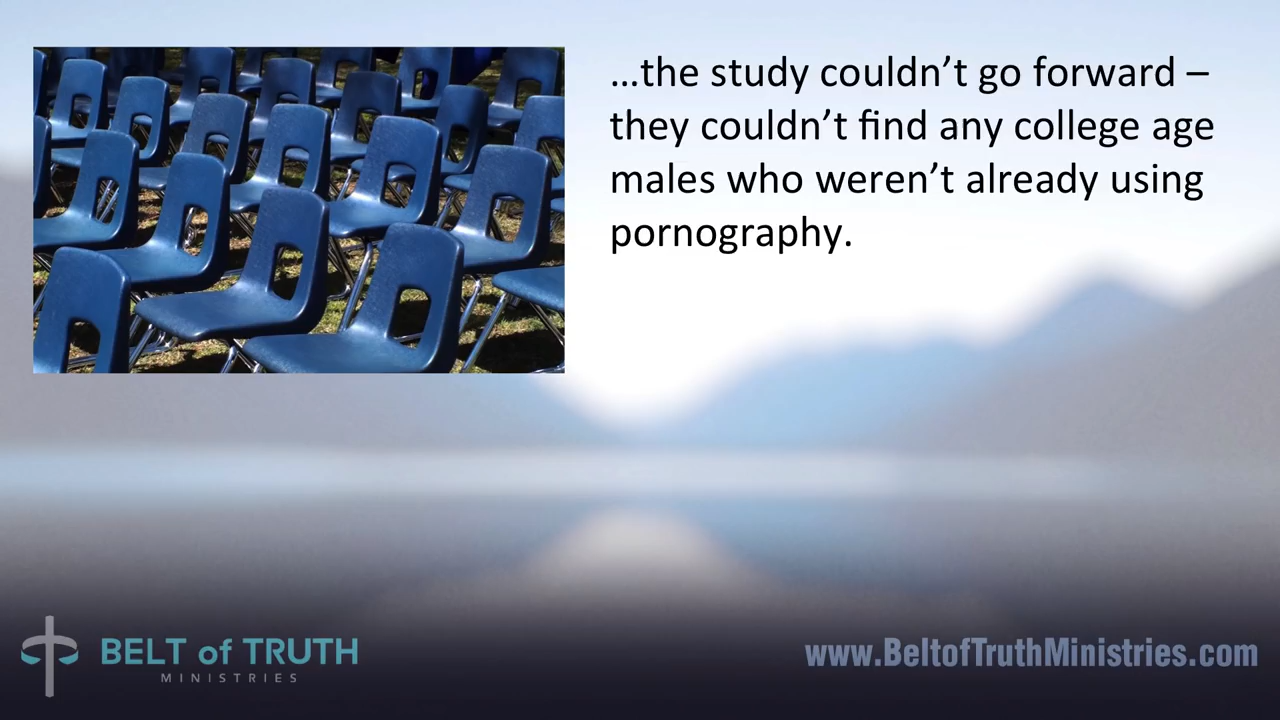 ...the study couldn’t go forward –
they couldn’t find any college age
males who weren’t already using
pornography.
BELT of TRUTH
MINISTRIES
www.BeltofTruthMinistries.com